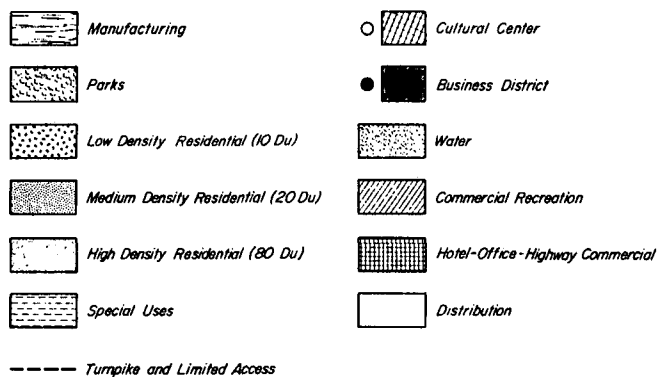 Manufacturing
Parks
Low Density Residential (10 Du)
Medium Density Residential (20 Du)
High Density Residential (80 Du)
Special Uses
Turnpike and Limited Access
Cultural Center
Business District
Water
Commercial Recreation
Hotel-Office-Highway Commercial
Distribution